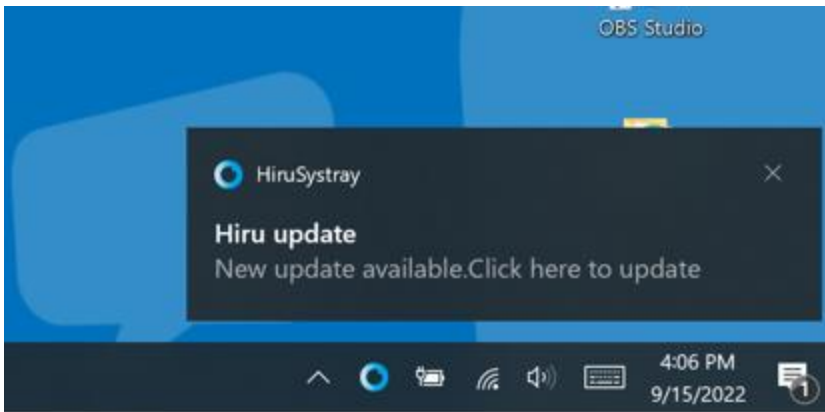 OBS Studio
HiruSystray
Hiru update
New update available.Click here to update
4:06 PM
9/15/2022
1